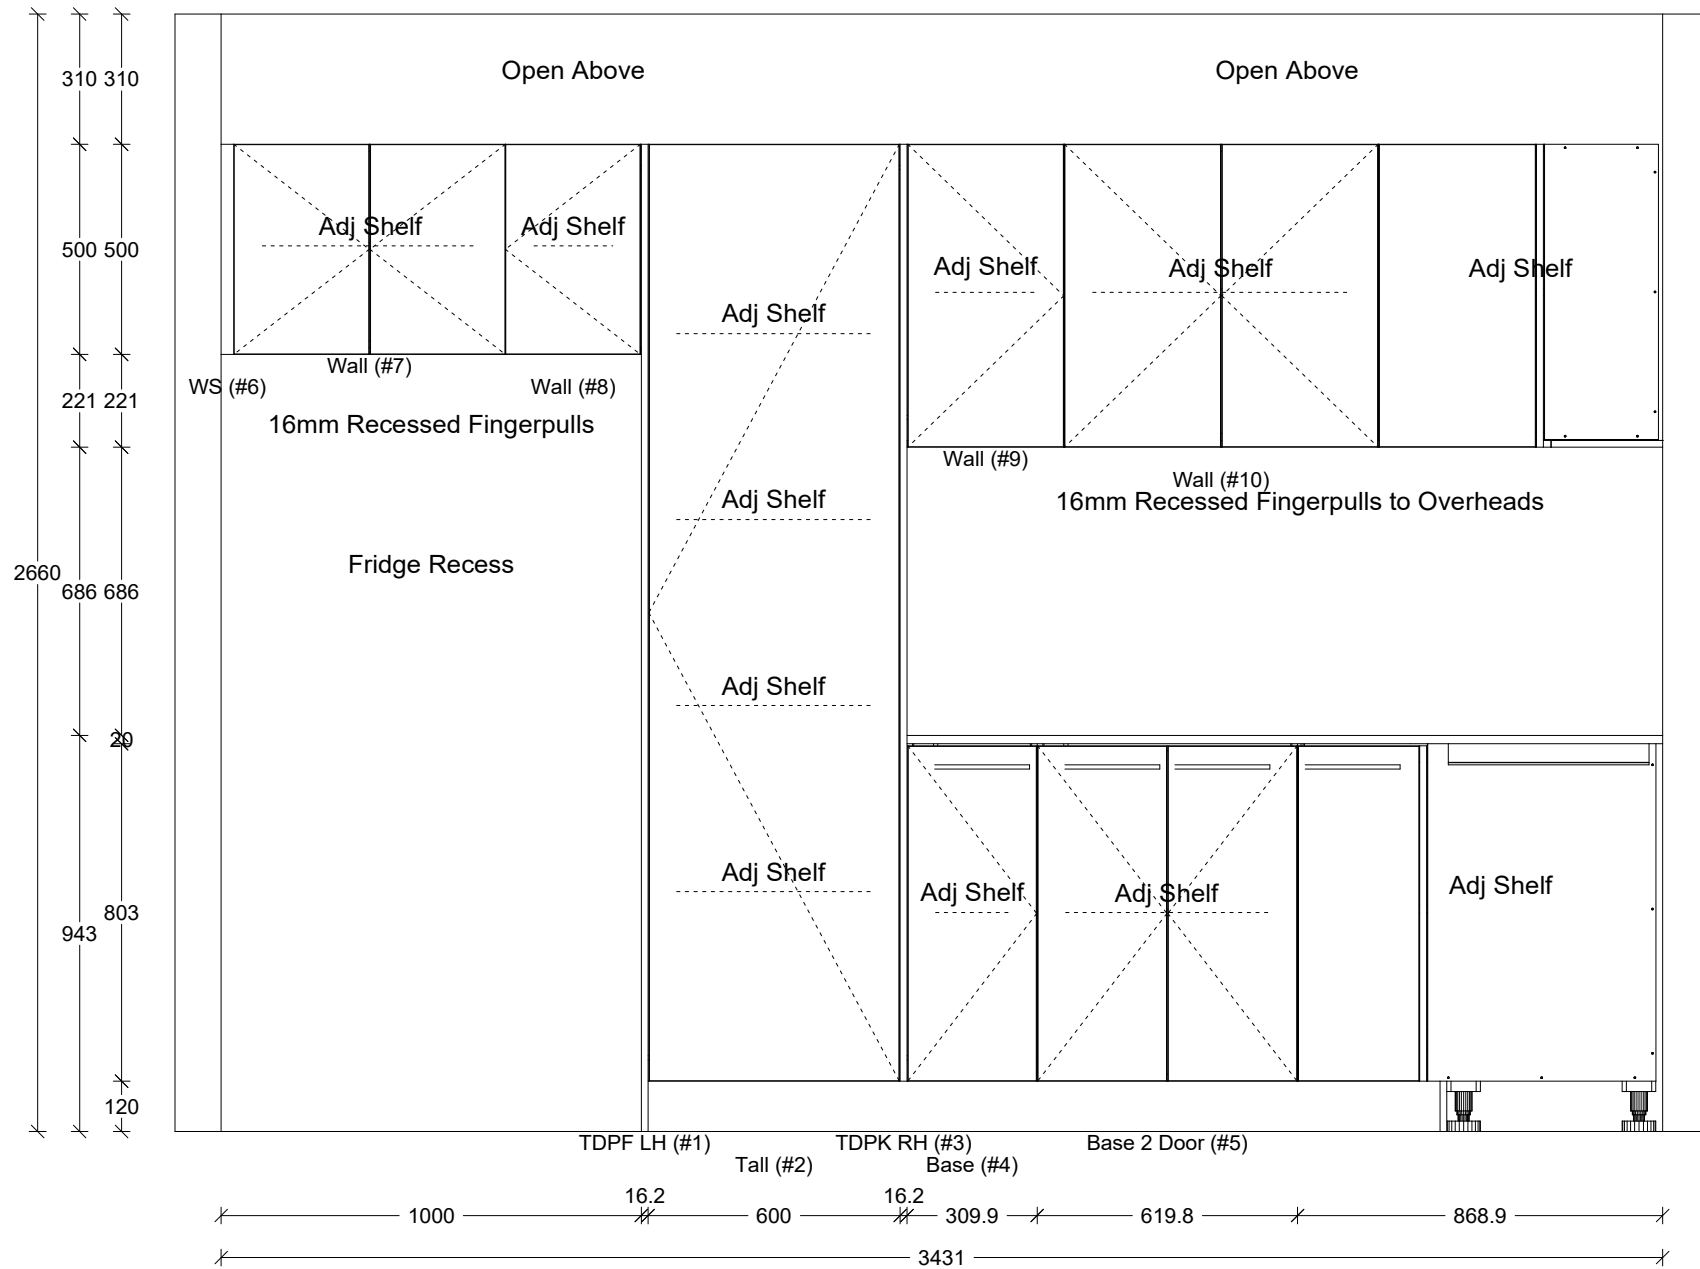 Open Above
Open Above
310 310
Adj Shelf
Adj Shelf
500 500
Adj Shelf
Adj Shelf
Adj Shelf
Adj Shelf
Wall (#7)
WS (#6)
Wall (#8)
221 221
16mm Recessed Fingerpulls
Wall (#9)
Wall (#10)
16mm Recessed Fingerpulls to Overheads
Adj Shelf
Fridge Recess
2660
686 686
Adj Shelf
20
Adj Shelf
Adj Shelf
Adj Shelf
Adj Shelf
803
943
120
TDPF LH (#1)
TDPK RH (#3)
Base 2 Door (#5)
Tall (#2)
Base (#4)
16.2
16.2
1000
600
309.9
619.8
868.9
3431